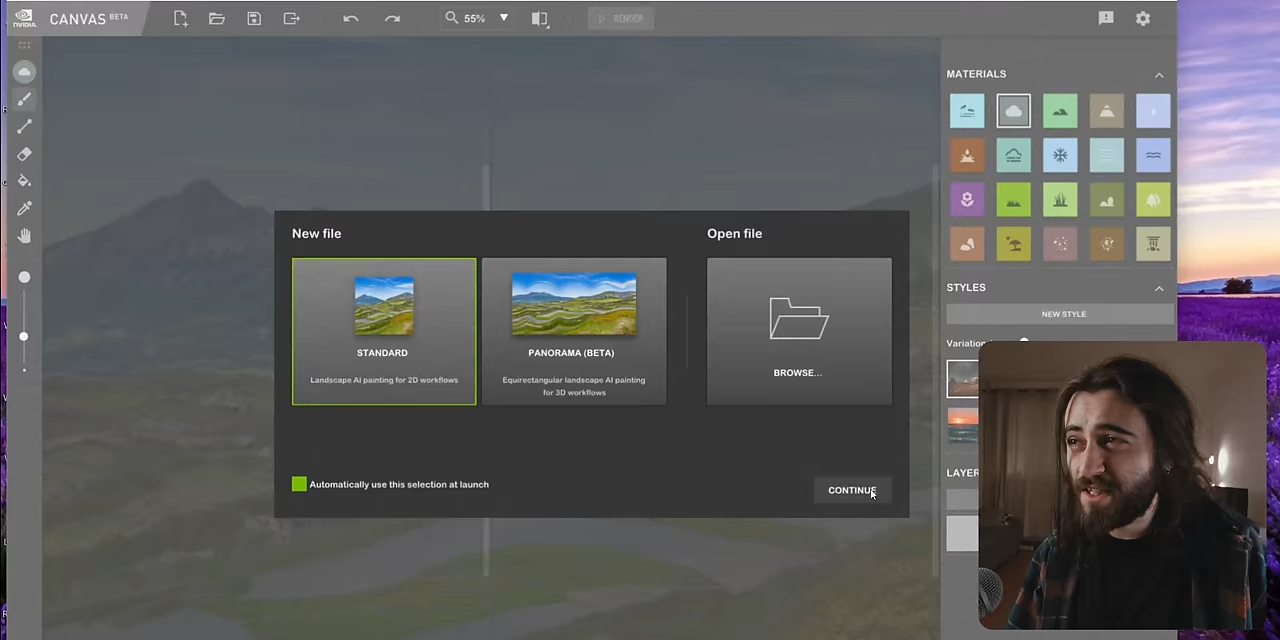 NVIDIA
CANVAS BETA
55%
RENDER
MATERIALS
New file
Open file
STANDARD
Landscape AI painting for 2D workflows
PANORAMA (BETA)
Equirectangular landscape AI painting
for 3D workflows
BROWSE...
Automatically use this selection at launch
CONTINUE
STYLES
NEW STYLE
Variation
LAYER